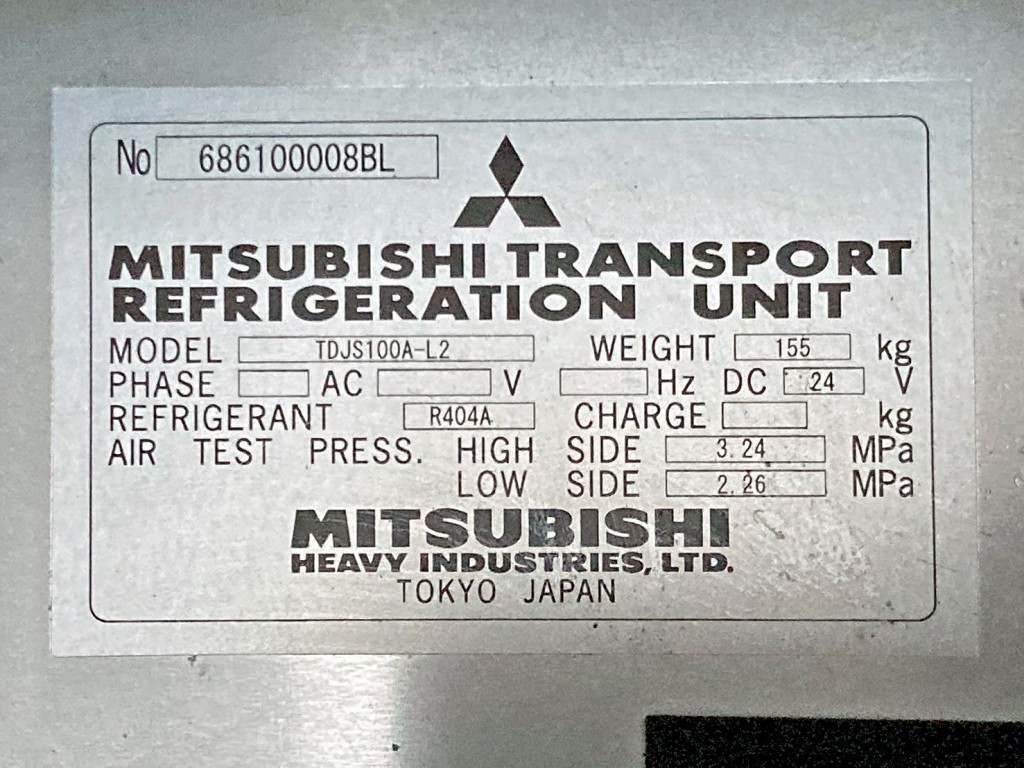 No 686100008BL
MITSUBISHI TRANSPORT
REFRIGERATION UNIT
MODEL TDJS100A-L2 WEIGHT 155 kg
PHASE AC V Hz DC 24 V
REFRIGERANT R404A CHARGE kg
AIR TEST PRESS. HIGH SIDE 3.24 MPa
LOW SIDE 2.26 MPa
MITSUBISHI
HEAVY INDUSTRIES, LTD.
TOKYO JAPAN